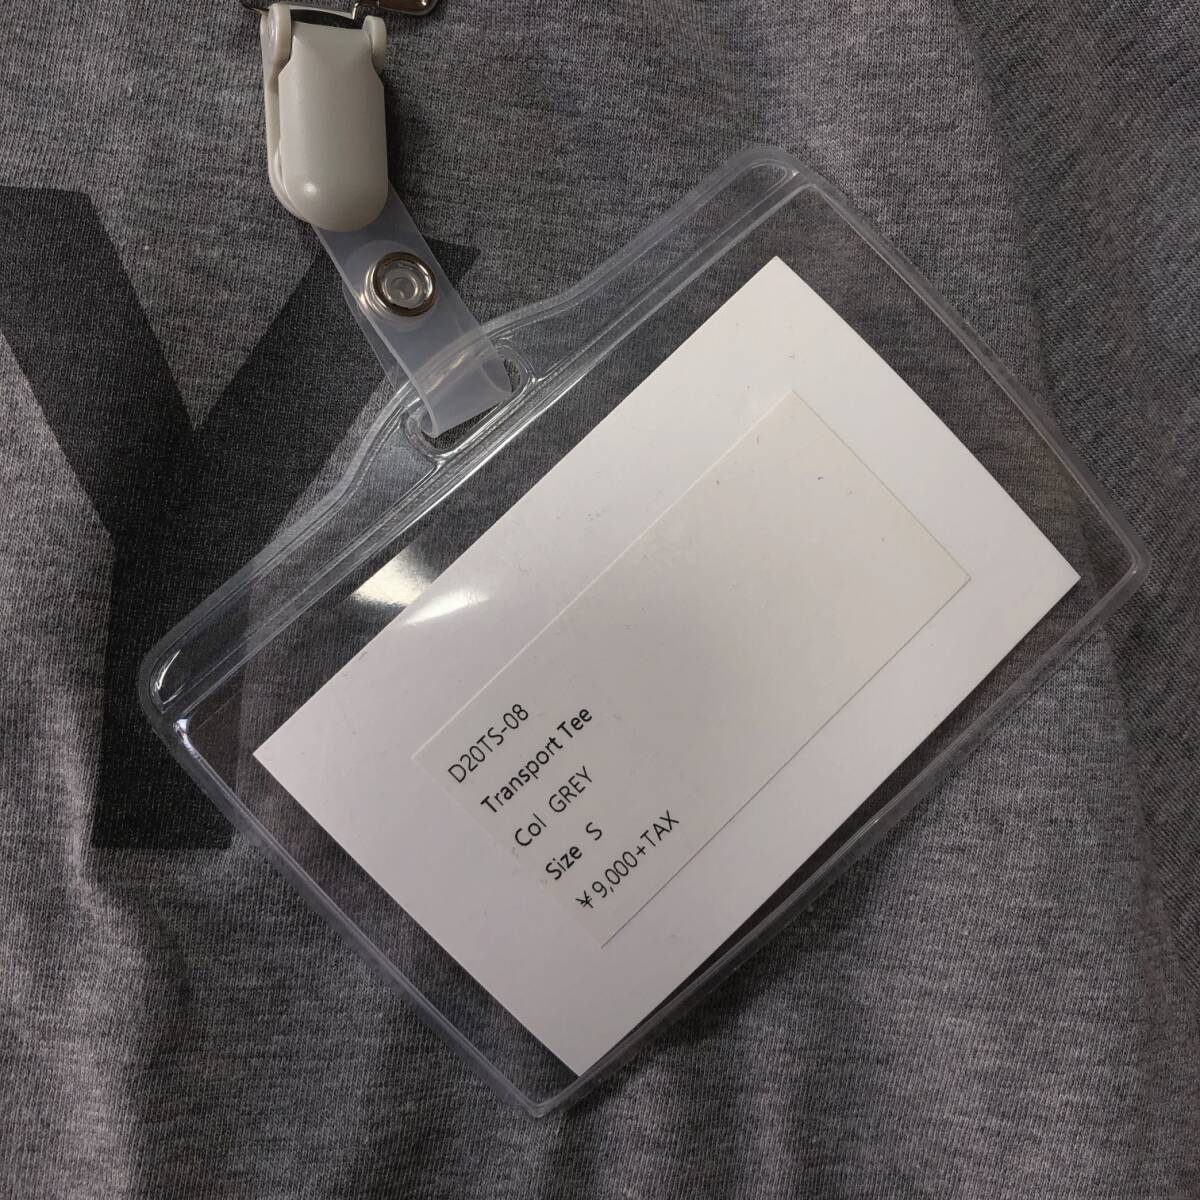 D20TS-08
Transport Tee
Col GREY
Size S
¥9,000+TAX